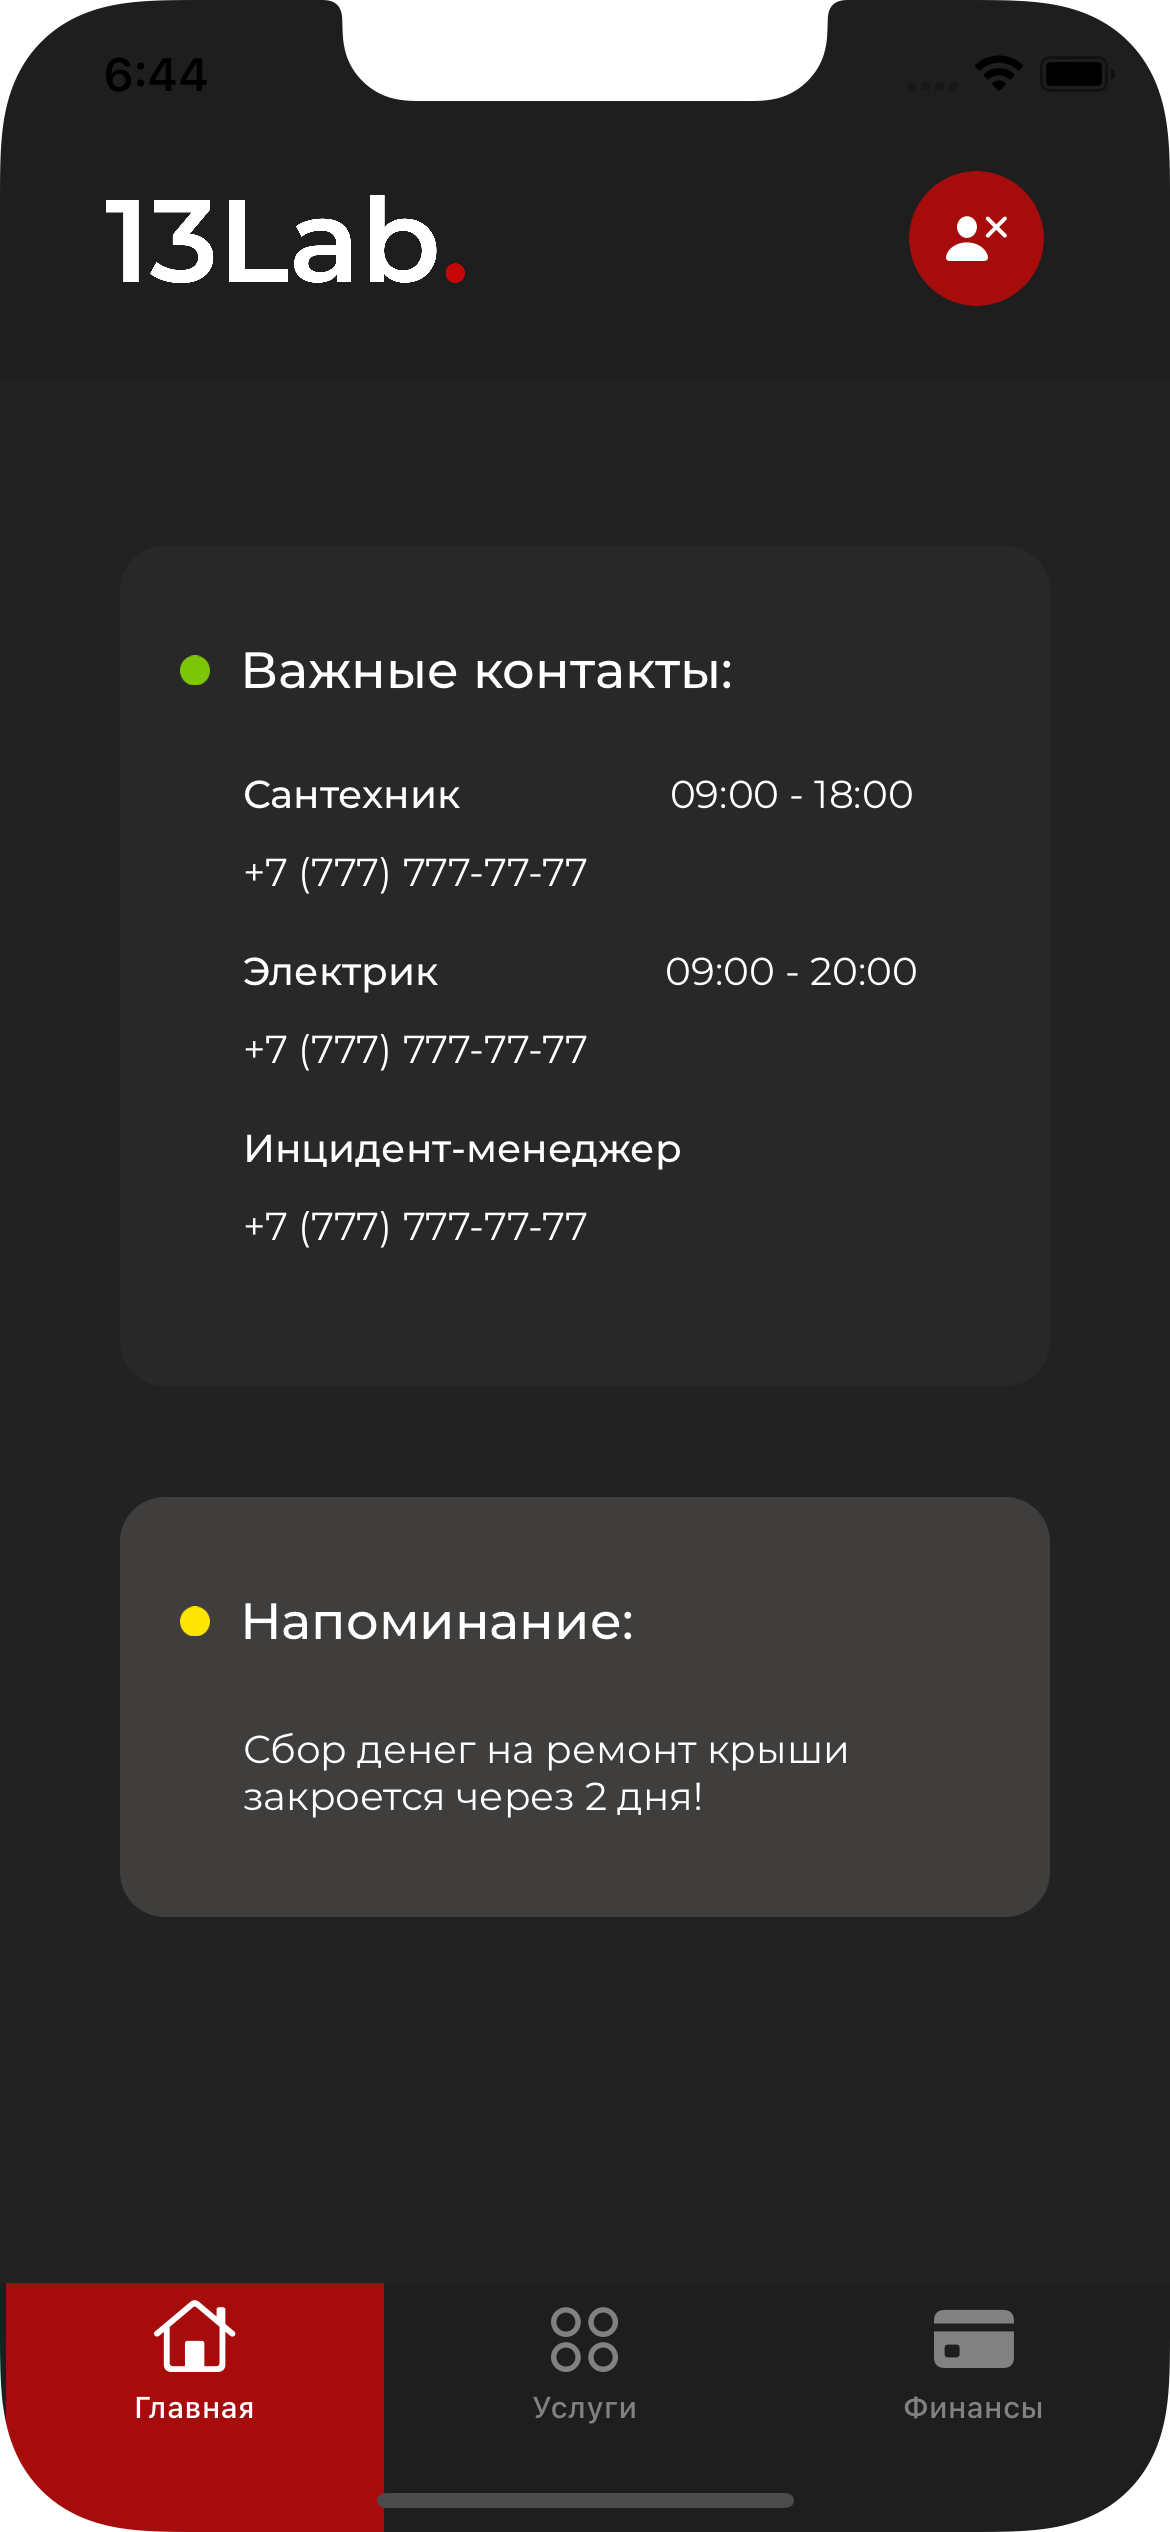 6:44
13Lab.
Важные контакты:
Сантехник 09:00 - 18:00
+7 (777) 777-77-77
Электрик 09:00 - 20:00
+7 (777) 777-77-77
Инцидент-менеджер
+7 (777) 777-77-77
Напоминание:
Сбор денег на ремонт крыши
закроется через 2 дня!
Главная Услуги Финансы